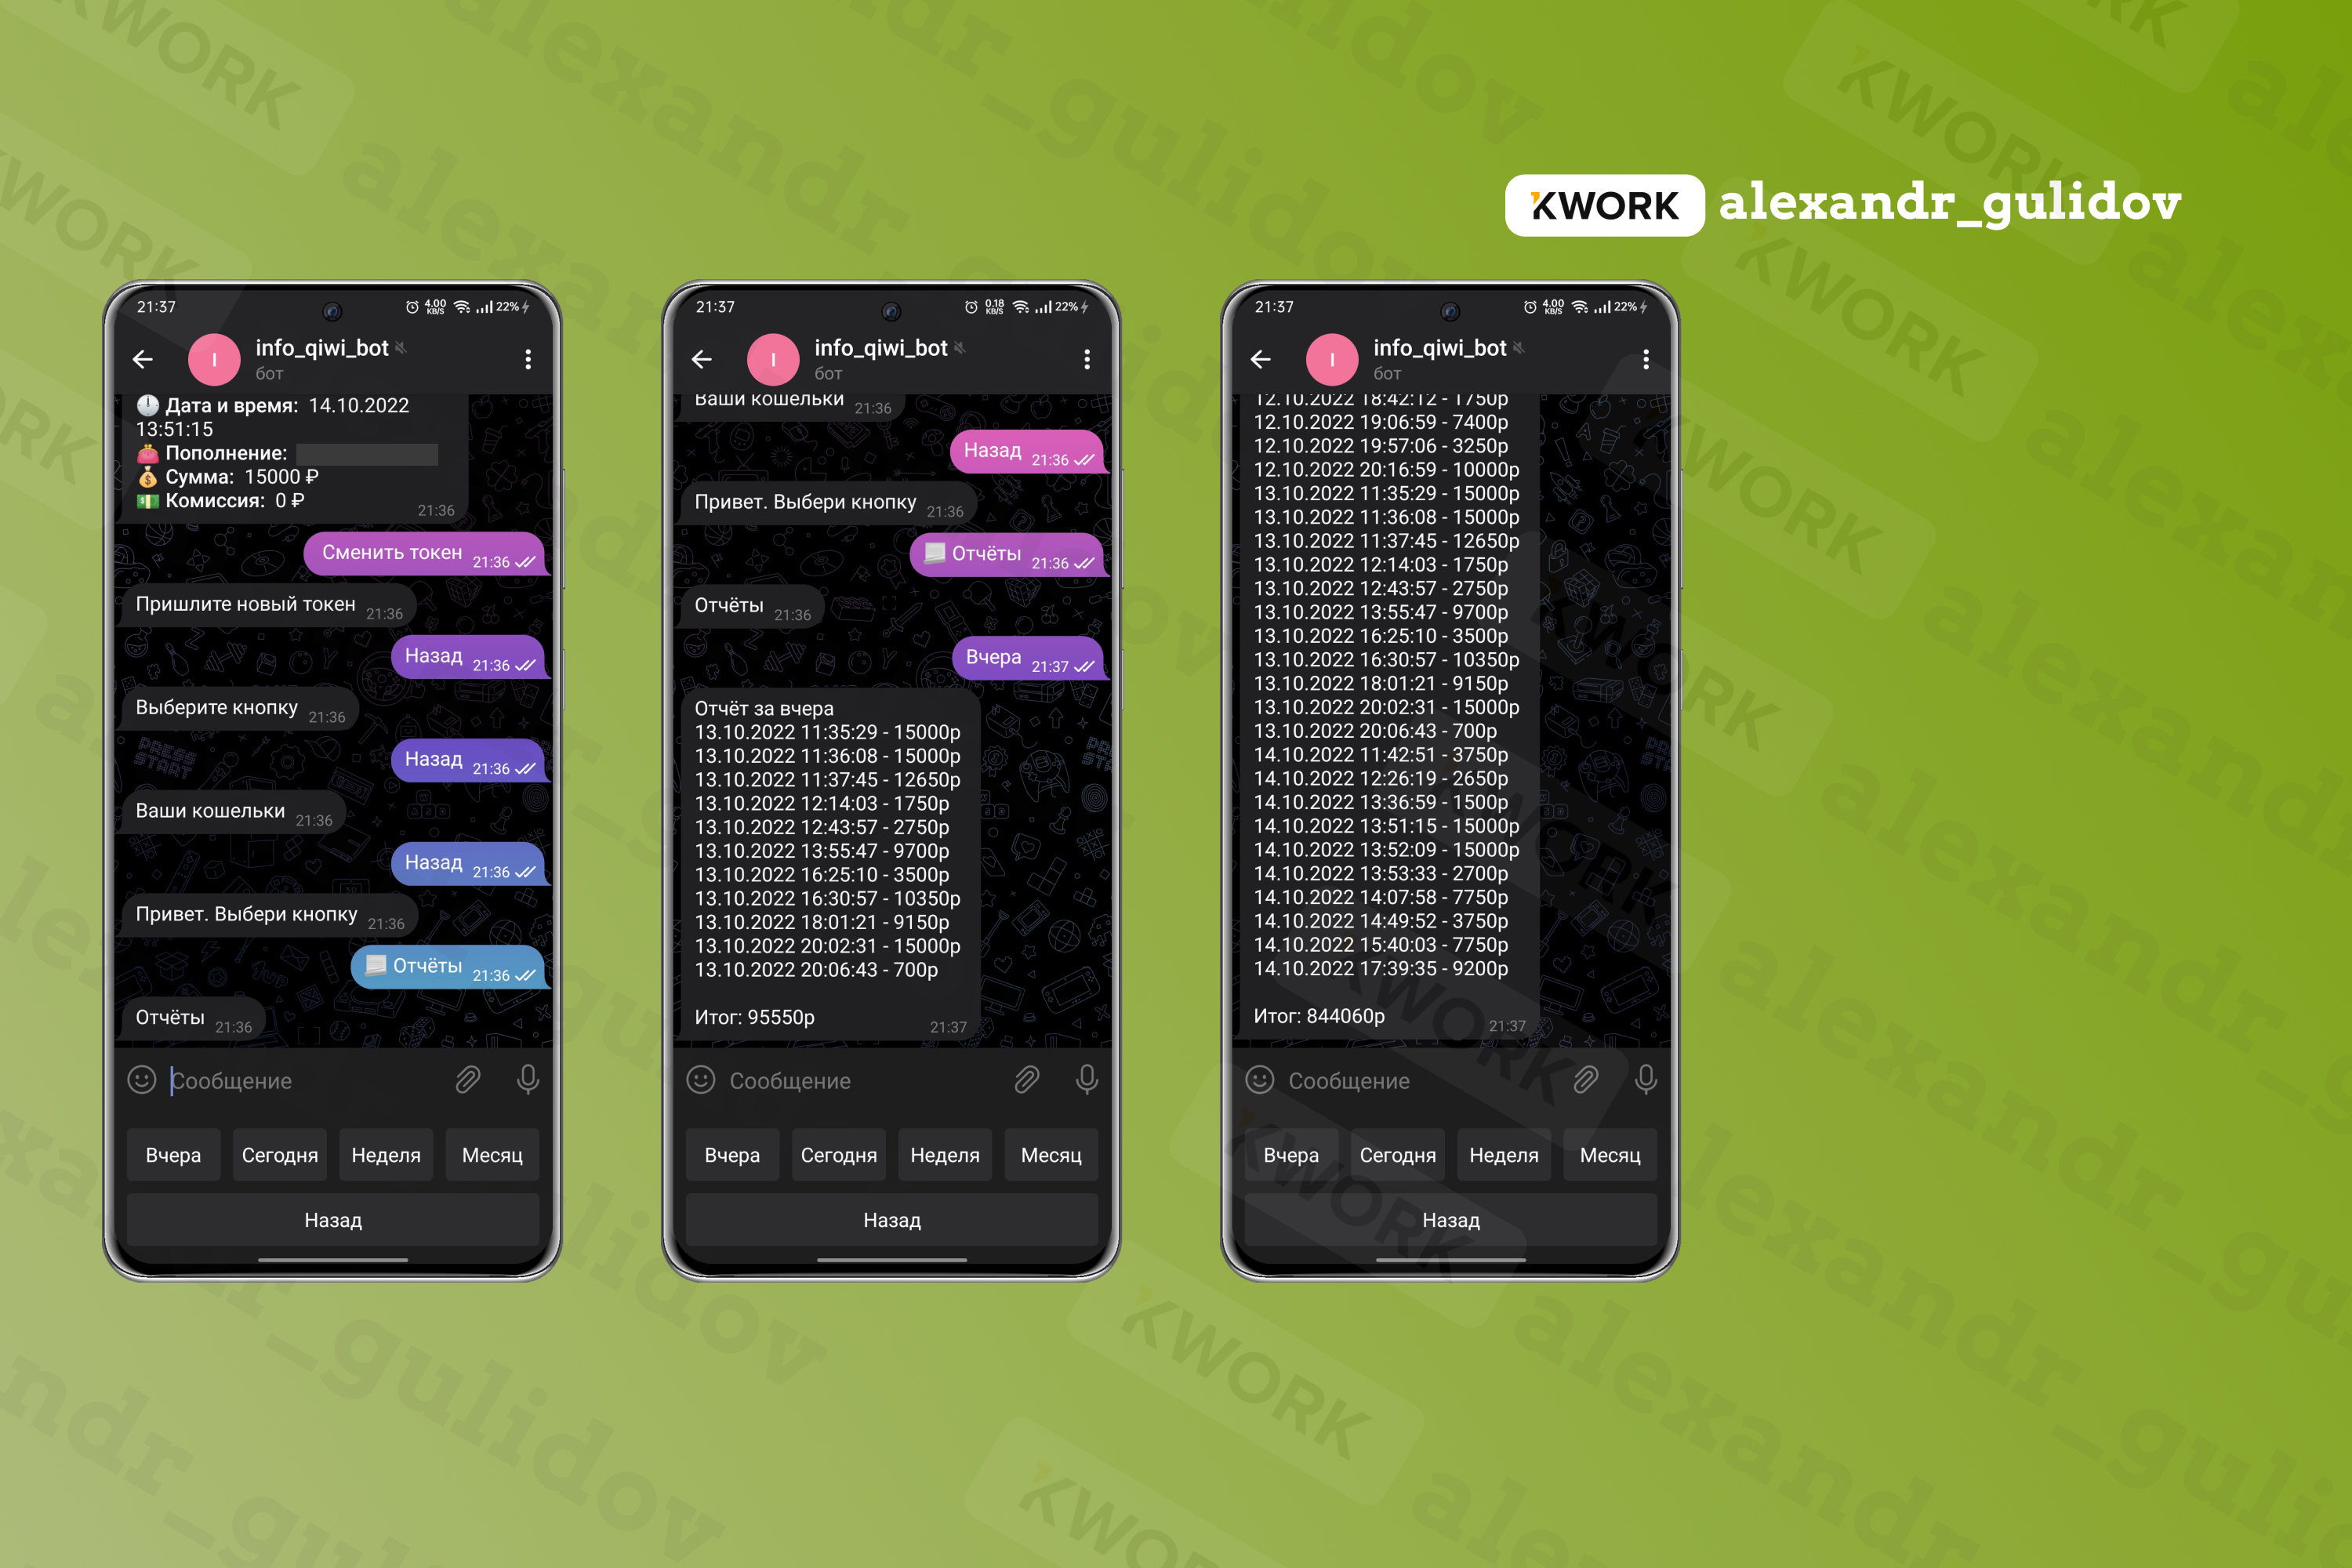 KWORK alexandr_gulidov
21:37
4.00 KB/S 22%
info_qiwi_bot
бот
Дата и время: 14.10.2022
13:51:15
Пополнение:
Сумма: 15000 ₽
Комиссия: 0 ₽
21:36
Сменить токен 21:36
Пришлите новый токен 21:36
Назад 21:36
Выберите кнопку 21:36
PRESS START
Назад 21:36
Ваши кошельки 21:36
Назад 21:36
Привет. Выбери кнопку 21:36
Отчёты 21:36
Отчёты 21:36
Сообщение
Вчера Сегодня Неделя Месяц
Назад
21:37
0.18 KB/S 22%
info_qiwi_bot
бот
Ваши кошельки 21:36
Назад 21:36
Привет. Выбери кнопку 21:36
Отчёты 21:36
Отчёты 21:36
Вчера 21:37
Отчёт за вчера
13.10.2022 11:35:29 - 15000р
13.10.2022 11:36:08 - 15000р
13.10.2022 11:37:45 - 12650р
13.10.2022 12:14:03 - 1750р
13.10.2022 12:43:57 - 2750р
13.10.2022 13:55:47 - 9700р
13.10.2022 16:25:10 - 3500р
13.10.2022 16:30:57 - 10350р
13.10.2022 18:01:21 - 9150р
13.10.2022 20:02:31 - 15000р
13.10.2022 20:06:43 - 700р
Итог: 95550р
21:37
Сообщение
Вчера Сегодня Неделя Месяц
Назад
21:37
4.00 KB/S 22%
info_qiwi_bot
бот
12.10.2022 18:42:12 - 1750р
12.10.2022 19:06:59 - 7400р
12.10.2022 19:57:06 - 3250р
12.10.2022 20:16:59 - 10000р
13.10.2022 11:35:29 - 15000р
13.10.2022 11:36:08 - 15000р
13.10.2022 11:37:45 - 12650р
13.10.2022 12:14:03 - 1750р
13.10.2022 12:43:57 - 2750р
13.10.2022 13:55:47 - 9700р
13.10.2022 16:25:10 - 3500р
13.10.2022 16:30:57 - 10350р
13.10.2022 18:01:21 - 9150р
13.10.2022 20:02:31 - 15000р
13.10.2022 20:06:43 - 700р
14.10.2022 11:42:51 - 3750р
14.10.2022 12:26:19 - 2650р
14.10.2022 13:36:59 - 1500р
14.10.2022 13:51:15 - 15000р
14.10.2022 13:52:09 - 15000р
14.10.2022 13:53:33 - 2700р
14.10.2022 14:07:58 - 7750р
14.10.2022 14:49:52 - 3750р
14.10.2022 15:40:03 - 7750р
14.10.2022 17:39:35 - 9200р
Итог: 844060р
21:37
Сообщение
Вчера Сегодня Неделя Месяц
Назад